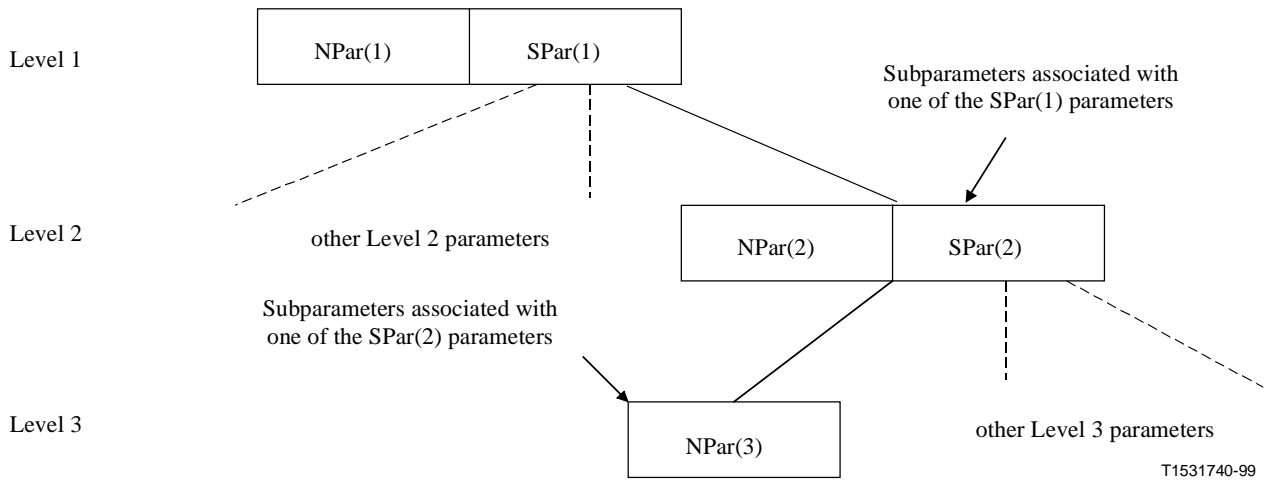 Level 1
NPar(1)
SPar(1)
Subparameters associated with
one of the SPar(1) parameters
Level 2
other Level 2 parameters
NPar(2)
SPar(2)
Subparameters associated with
one of the SPar(2) parameters
Level 3
NPar(3)
other Level 3 parameters
T1531740-99